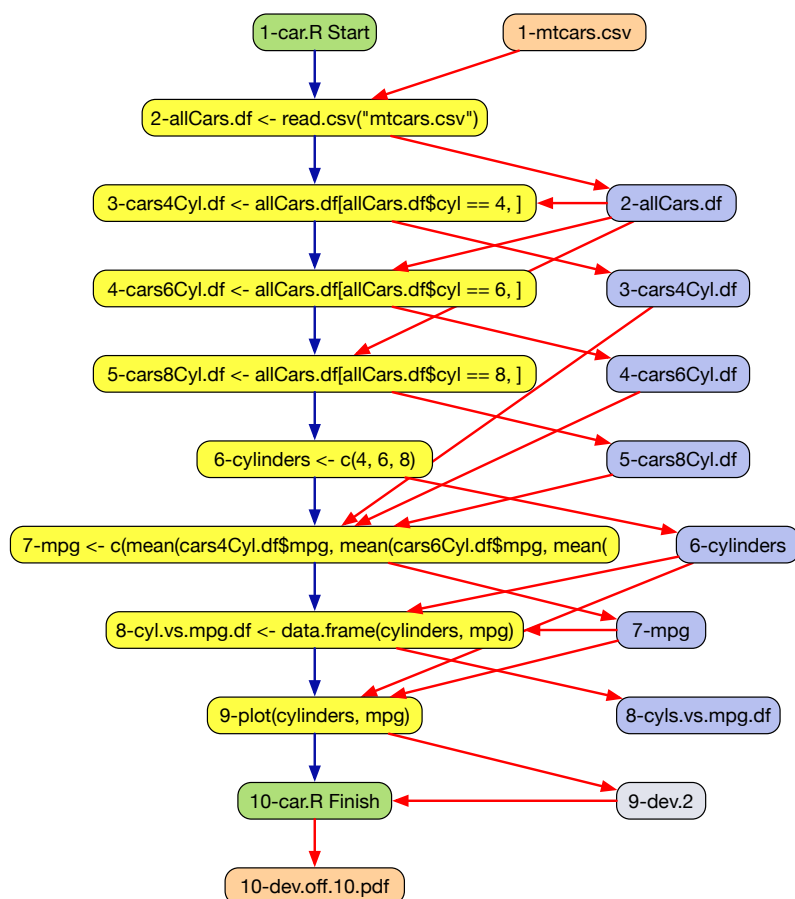 1-car.R Start
1-mtcars.csv
2-allCars.df <- read.csv("mtcars.csv")
3-cars4Cyl.df <- allCars.df[allCars.df$cyl == 4, ]
2-allCars.df
4-cars6Cyl.df <- allCars.df[allCars.df$cyl == 6, ]
3-cars4Cyl.df
5-cars8Cyl.df <- allCars.df[allCars.df$cyl == 8, ]
4-cars6Cyl.df
6-cylinders <- c(4, 6, 8)
5-cars8Cyl.df
7-mpg <- c(mean(cars4Cyl.df$mpg, mean(cars6Cyl.df$mpg, mean(
6-cylinders
8-cyl.vs.mpg.df <- data.frame(cylinders, mpg)
7-mpg
9-plot(cylinders, mpg)
8-cyls.vs.mpg.df
10-car.R Finish
9-dev.2
10-dev.off.10.pdf